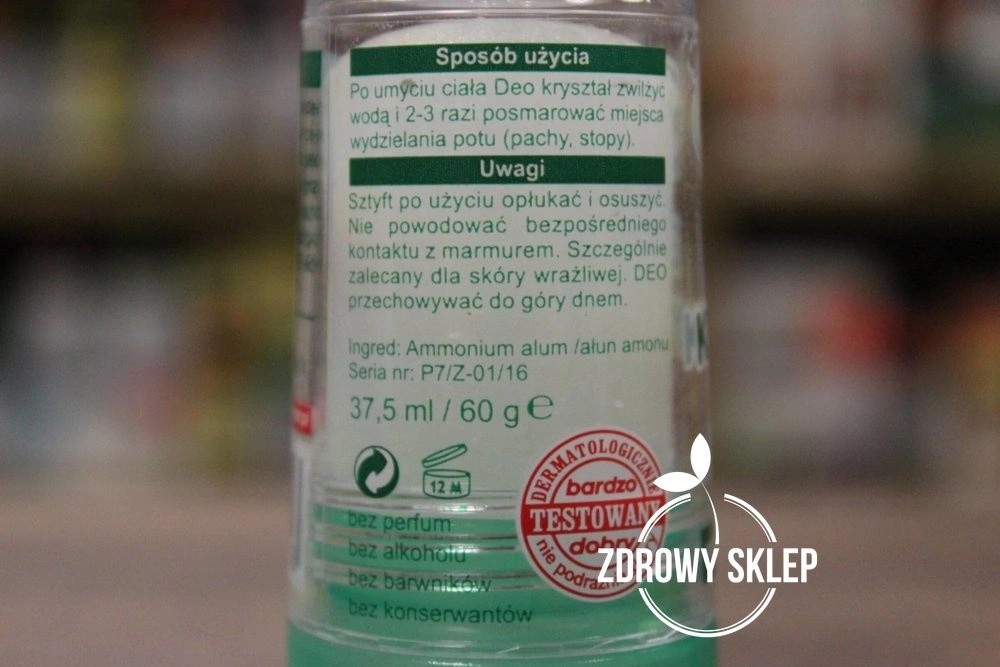 Sposób użycia
Po umyciu ciała Deo kryształ zwilżyć
wodą i 2-3 razi posmarować miejsca
wydzielania potu (pachy, stopy).
Uwagi
Sztyft po użyciu opłukać i osuszyć.
Nie powodować bezpośredniego
kontaktu z marmurem. Szczególnie
zalecany dla skóry wrażliwej. DEO
przechowywać do góry dnem.
Ingred: Ammonium alum /ałun amonu
Seria nr: P7/Z-01/16
37,5 ml / 60 g e
12 M
DERMATOLOGICZNIE
bardzo
TESTOWANY
dobry
nie
bez perfum
bez alkoholu
bez barwników
bez konserwantów
ZDROWY SKLEP